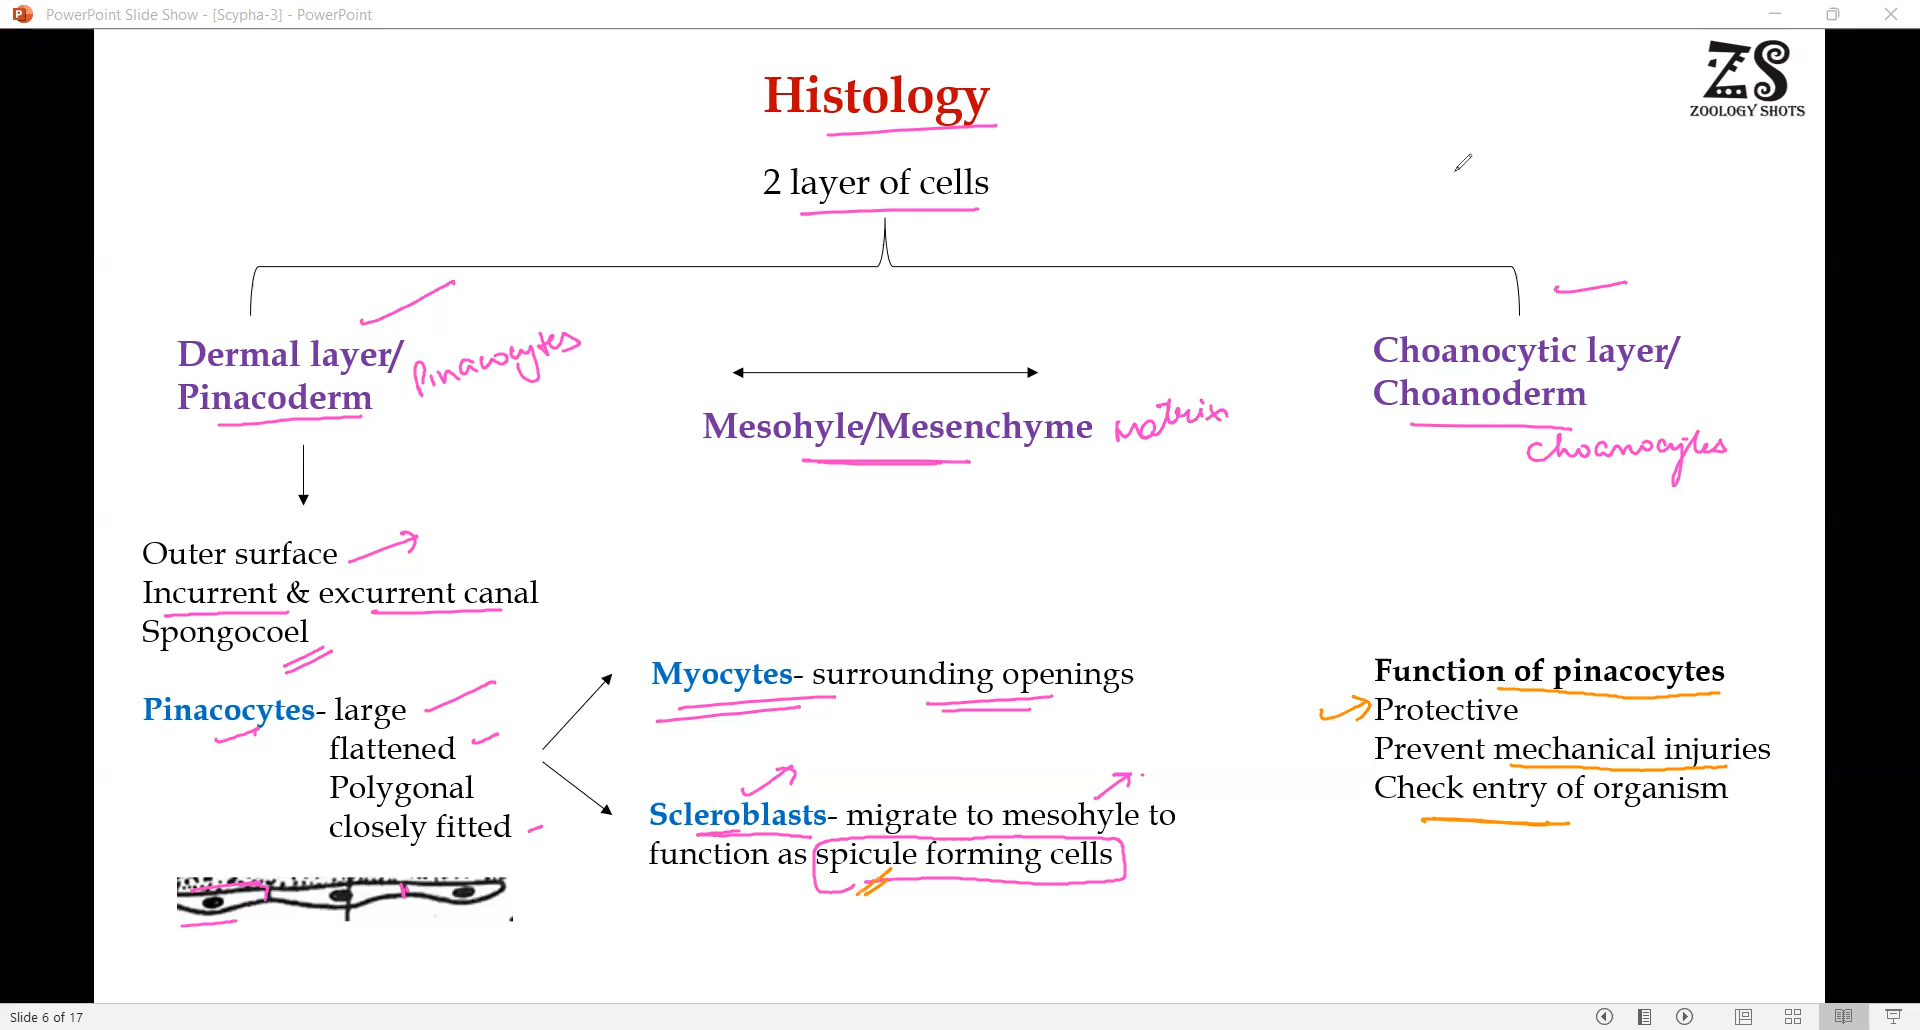 PowerPoint Slide Show - [Scypha-3] - PowerPoint
ZS
ZOOLOGY SHOTS
Histology
2 layer of cells
Dermal layer/
Pinacoderm
Pinacocytes
Mesohyle/Mesenchyme
Matrix
Choanocytic layer/
Choanoderm
Choanocytes
Outer surface
Incurrent & excurrent canal
Spongocoel
Pinacocytes- large
flattened
Polygonal
closely fitted
Myocytes- surrounding openings
Scleroblasts- migrate to mesohyle to
function as spicule forming cells
Function of pinacocytes
Protective
Prevent mechanical injuries
Check entry of organism
Slide 6 of 17